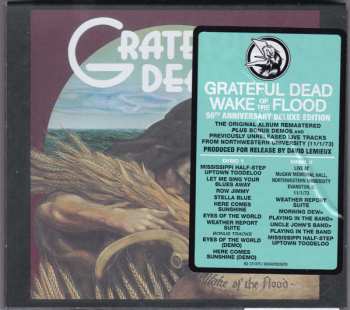 GRATEFUL
DEAD
GRATEFUL DEAD
WAKE OF THE FLOOD
50TH ANNIVERSARY DELUXE EDITION
THE ORIGINAL ALBUM REMASTERED
PLUS BONUS DEMOS AND
PREVIOUSLY UNRELEASED LIVE TRACKS
FROM NORTHWESTERN UNIVERSITY (11/1/73)
PRODUCED FOR RELEASE BY DAVID LEMIEUX
DISC 1
MISSISSIPPI HALF-STEP
UPTOWN TOODELOO
LET ME SING YOUR
BLUES AWAY
ROW JIMMY
STELLA BLUE
HERE COMES
SUNSHINE
EYES OF THE WORLD
WEATHER REPORT
SUITE
BONUS TRACKS
EYES OF THE WORLD
(DEMO)
HERE COMES
SUNSHINE (DEMO)
DISC 2
LIVE AT
McGAW MEMORIAL HALL,
NORTHWESTERN UNIVERSITY
EVANSTON,
11/1/73
WEATHER REPORT
SUITE
MORNING DEW
PLAYING IN THE BAND
UNCLE JOHN'S BAND
PLAYING IN THE BAND
MISSISSIPPI HALF-STEP
UPTOWN TOODELOO
Wake of the Flood